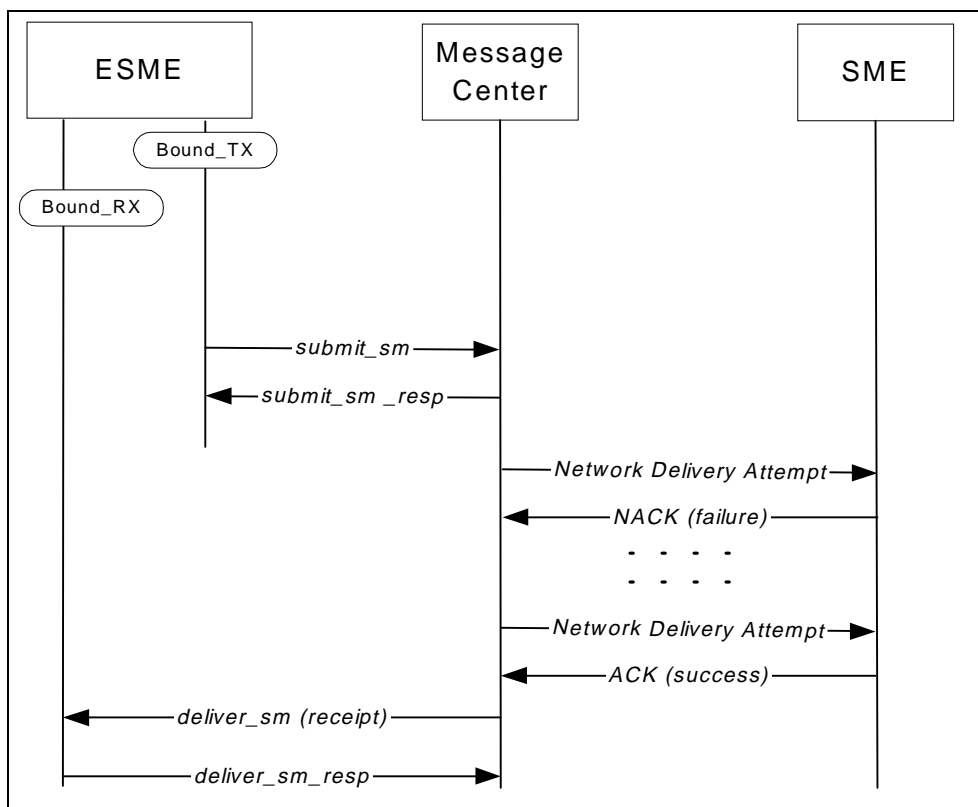 ESME
Message
Center
SME
Bound_TX
Bound_RX
submit_sm
submit_sm _resp
Network Delivery Attempt
NACK (failure)
- - - -
- - - -
Network Delivery Attempt
ACK (success)
deliver_sm (receipt)
deliver_sm_resp